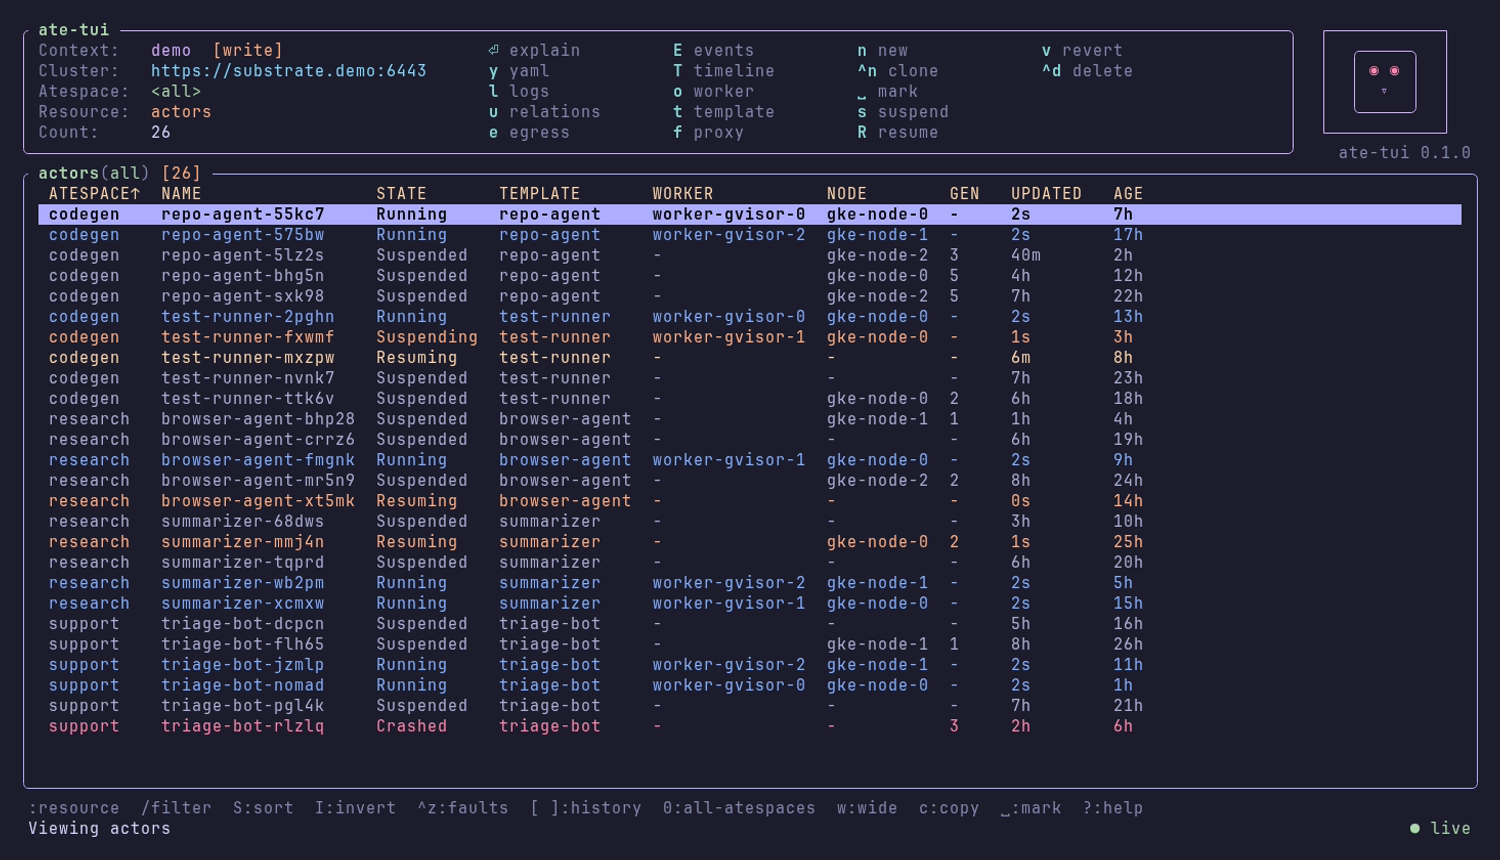 ate-tui
Context: demo [write] ⏎ explain E events n new v revert
Cluster: https://substrate.demo:6443 y yaml T timeline ^n clone ^d delete
Atespace: <all> l logs o worker ␣ mark
Resource: actors u relations t template s suspend
Count: 26 e egress f proxy R resume
ate-tui 0.1.0
actors(all) [26]
ATESPACE↑ NAME STATE TEMPLATE WORKER NODE GEN UPDATED AGE
codegen repo-agent-55kc7 Running repo-agent worker-gvisor-0 gke-node-0 - 2s 7h
codegen repo-agent-575bw Running repo-agent worker-gvisor-2 gke-node-1 - 2s 17h
codegen repo-agent-5lz2s Suspended repo-agent - gke-node-2 3 40m 2h
codegen repo-agent-bhg5n Suspended repo-agent - gke-node-0 5 4h 12h
codegen repo-agent-sxk98 Suspended repo-agent - gke-node-2 5 7h 22h
codegen test-runner-2pghn Running test-runner worker-gvisor-0 gke-node-0 - 2s 13h
codegen test-runner-fxwmf Suspending test-runner worker-gvisor-1 gke-node-0 - 1s 3h
codegen test-runner-mxzpw Resuming test-runner - - - 6m 8h
codegen test-runner-nvnk7 Suspended test-runner - - - 7h 23h
codegen test-runner-ttk6v Suspended test-runner - gke-node-0 2 6h 18h
research browser-agent-bhp28 Suspended browser-agent - gke-node-1 1 1h 4h
research browser-agent-crrz6 Suspended browser-agent - - - 6h 19h
research browser-agent-fmgnk Running browser-agent worker-gvisor-1 gke-node-0 - 2s 9h
research browser-agent-mr5n9 Suspended browser-agent - gke-node-2 2 8h 24h
research browser-agent-xt5mk Resuming browser-agent - - - 0s 14h
research summarizer-68dws Suspended summarizer - - - 3h 10h
research summarizer-mmj4n Resuming summarizer - gke-node-0 2 1s 25h
research summarizer-tqprd Suspended summarizer - - - 6h 20h
research summarizer-wb2pm Running summarizer worker-gvisor-2 gke-node-1 - 2s 5h
research summarizer-xcmxw Running summarizer worker-gvisor-1 gke-node-0 - 2s 15h
support triage-bot-dcpcn Suspended triage-bot - - - 5h 16h
support triage-bot-flh65 Suspended triage-bot - gke-node-1 1 8h 26h
support triage-bot-jzmlp Running triage-bot worker-gvisor-2 gke-node-1 - 2s 11h
support triage-bot-nomad Running triage-bot worker-gvisor-0 gke-node-0 - 2s 1h
support triage-bot-pgl4k Suspended triage-bot - - - 7h 21h
support triage-bot-rlzlq Crashed triage-bot - - 3 2h 6h
:resource /filter S:sort I:invert ^z:faults [ ]:history 0:all-atespaces w:wide c:copy ␣:mark ?:help
Viewing actors ● live